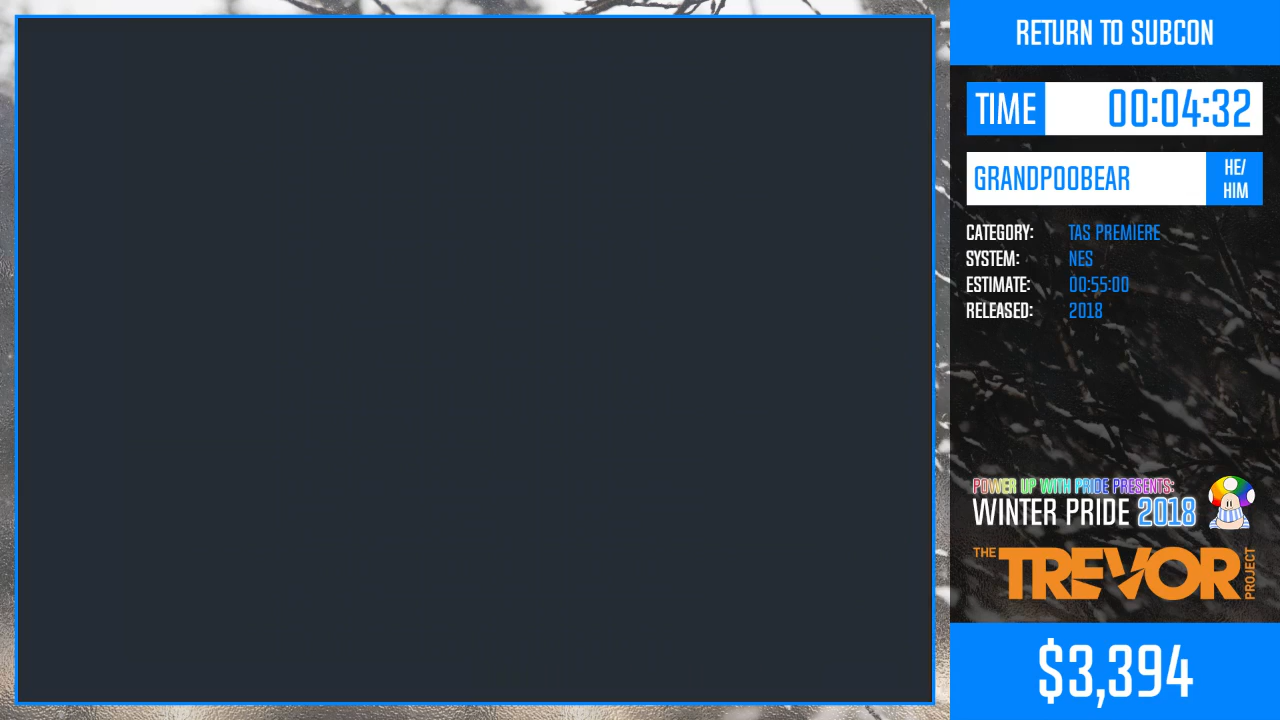 RETURN TO SUBCON
TIME 00:04:32
GRANDPOOBEAR HE/
HIM
CATEGORY: TAS PREMIERE
SYSTEM: NES
ESTIMATE: 00:55:00
RELEASED: 2018
POWER UP WITH PRIDE PRESENTS:
WINTER PRIDE 2018
THE TREVOR PROJECT
$3,394